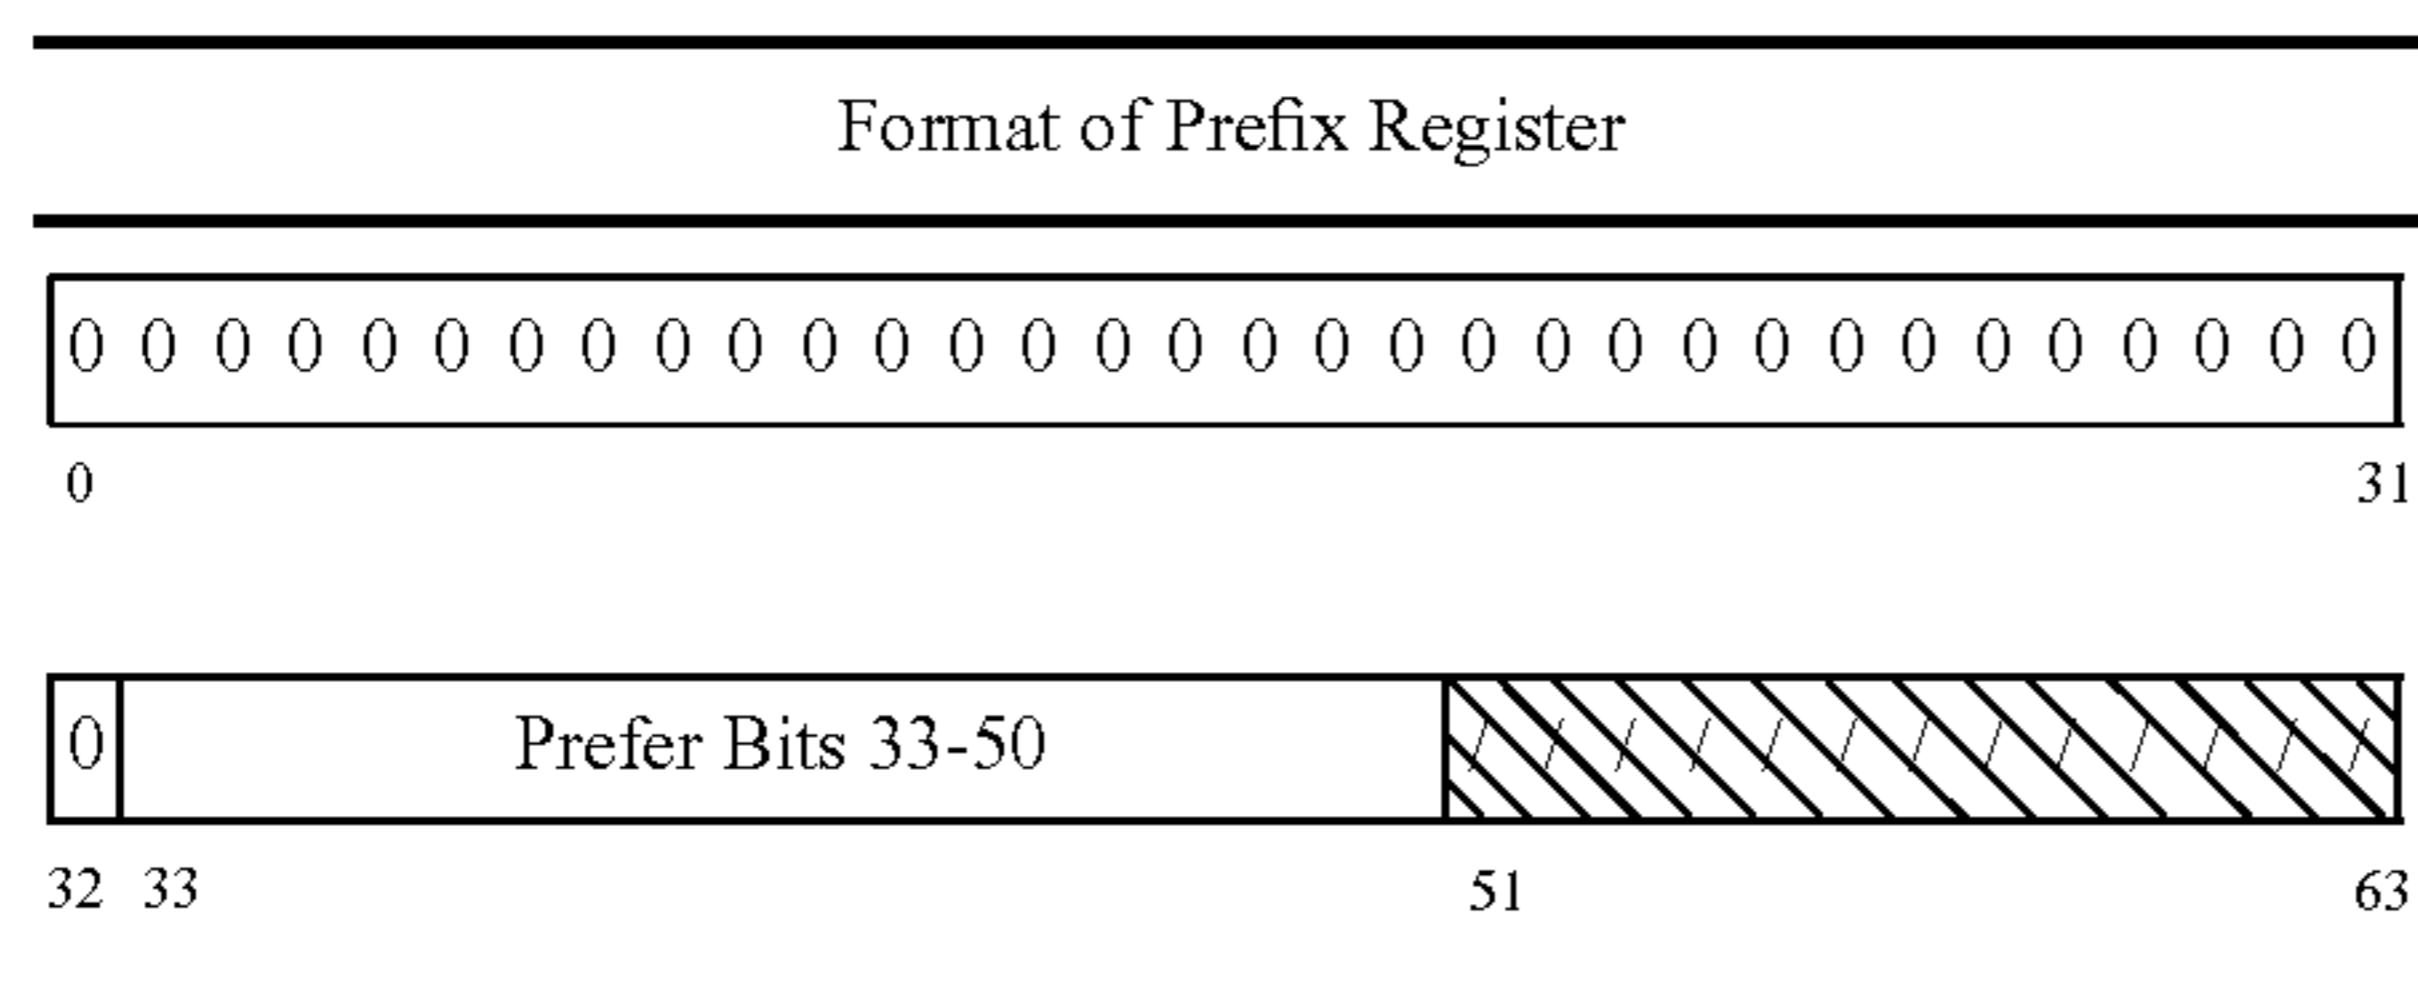 Format of Prefix Register
0 0 0 0 0 0 0 0 0 0 0 0 0 0 0 0 0 0 0 0 0 0 0 0 0 0 0 0 0 0 0 0
0 31
0 Prefer Bits 33-50 / / / / / / / / / / / / /
32 33 51 63